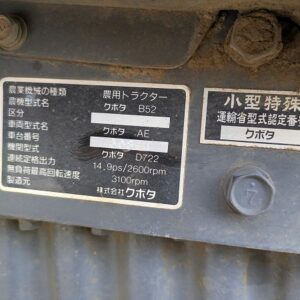 農業機械の種類 農用トラクター
農機型式名 クボタ B52
区分
車両型式名 クボタ AE
車台番号
機関型式 クボタ D722
連続定格出力 14.9ps/2600rpm
無負荷最高回転速度 3100rpm
製造元 株式会社クボタ
小型特殊
運輸省型式認定番号
クボタ